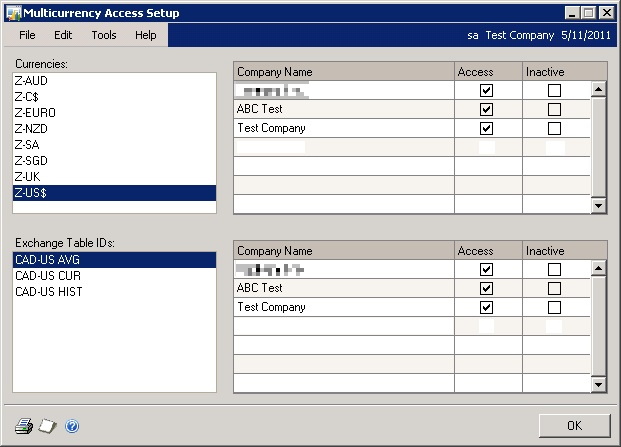 Multicurrency Access Setup
File Edit Tools Help sa Test Company 5/11/2011
Currencies:
Z-AUD
Z-C$
Z-EURO
Z-NZD
Z-SA
Z-SGD
Z-UK
Z-US$
Company Name Access Inactive
ABC Test
Test Company
Exchange Table IDs:
CAD-US AVG
CAD-US CUR
CAD-US HIST
Company Name Access Inactive
ABC Test
Test Company
OK